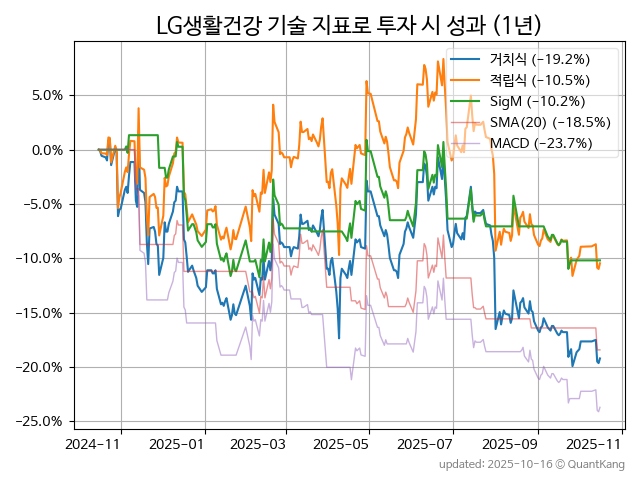 LG생활건강 기술 지표로 투자 시 성과 (1년)
거치식 (−19.2%)
적립식 (−10.5%)
SigM (−10.2%)
SMA(20) (−18.5%)
MACD (−23.7%)
5.0%
0.0%
−5.0%
−10.0%
−15.0%
−20.0%
−25.0%
2024-11 2025-01 2025-03 2025-05 2025-07 2025-09 2025-11
updated: 2025-10-16 © QuantKang